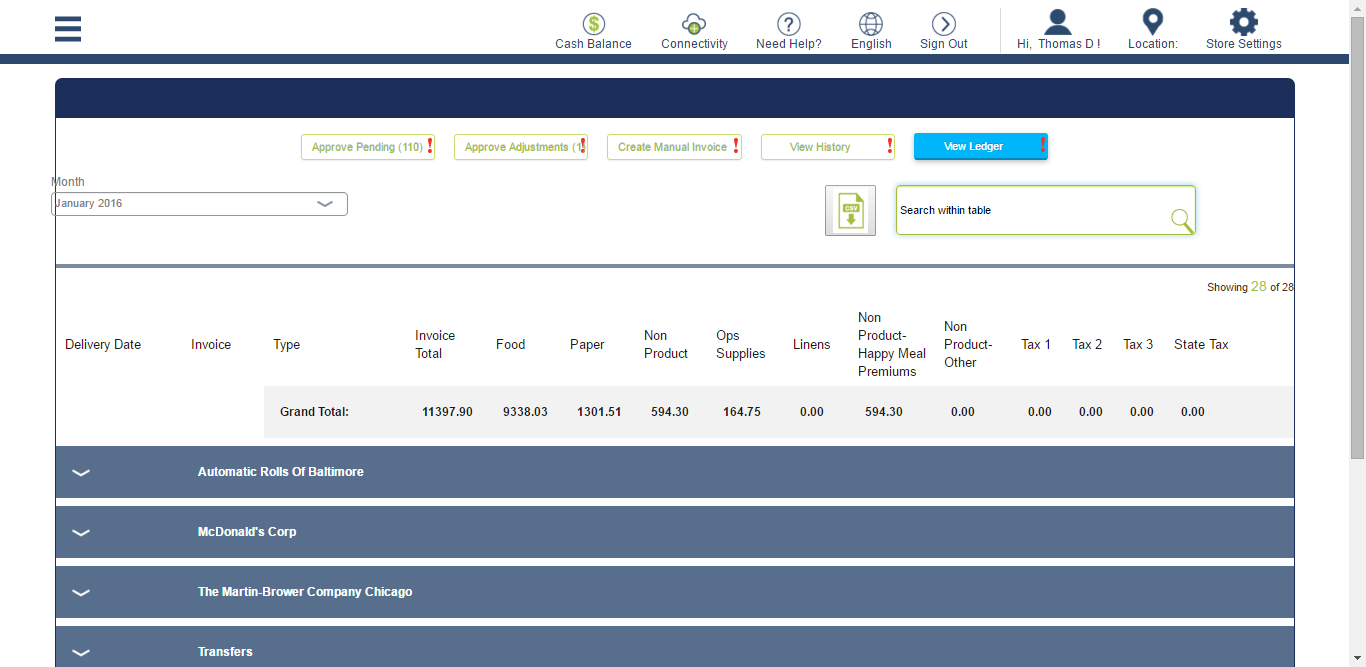 Cash Balance
Connectivity
Need Help?
English
Sign Out
Hi, Thomas D !
Location:
Store Settings
Approve Pending (110)
Approve Adjustments (1
Create Manual Invoice
View History
View Ledger
Month
January 2016
CSV
Search within table
Showing 28 of 28
Delivery Date
Invoice
Type
Invoice
Total
Food
Paper
Non
Product
Ops
Supplies
Linens
Non
Product-
Happy Meal
Premiums
Non
Product-
Other
Tax 1
Tax 2
Tax 3
State Tax
Grand Total: 11397.90 9338.03 1301.51 594.30 164.75 0.00 594.30 0.00 0.00 0.00 0.00 0.00
Automatic Rolls Of Baltimore
McDonald's Corp
The Martin-Brower Company Chicago
Transfers